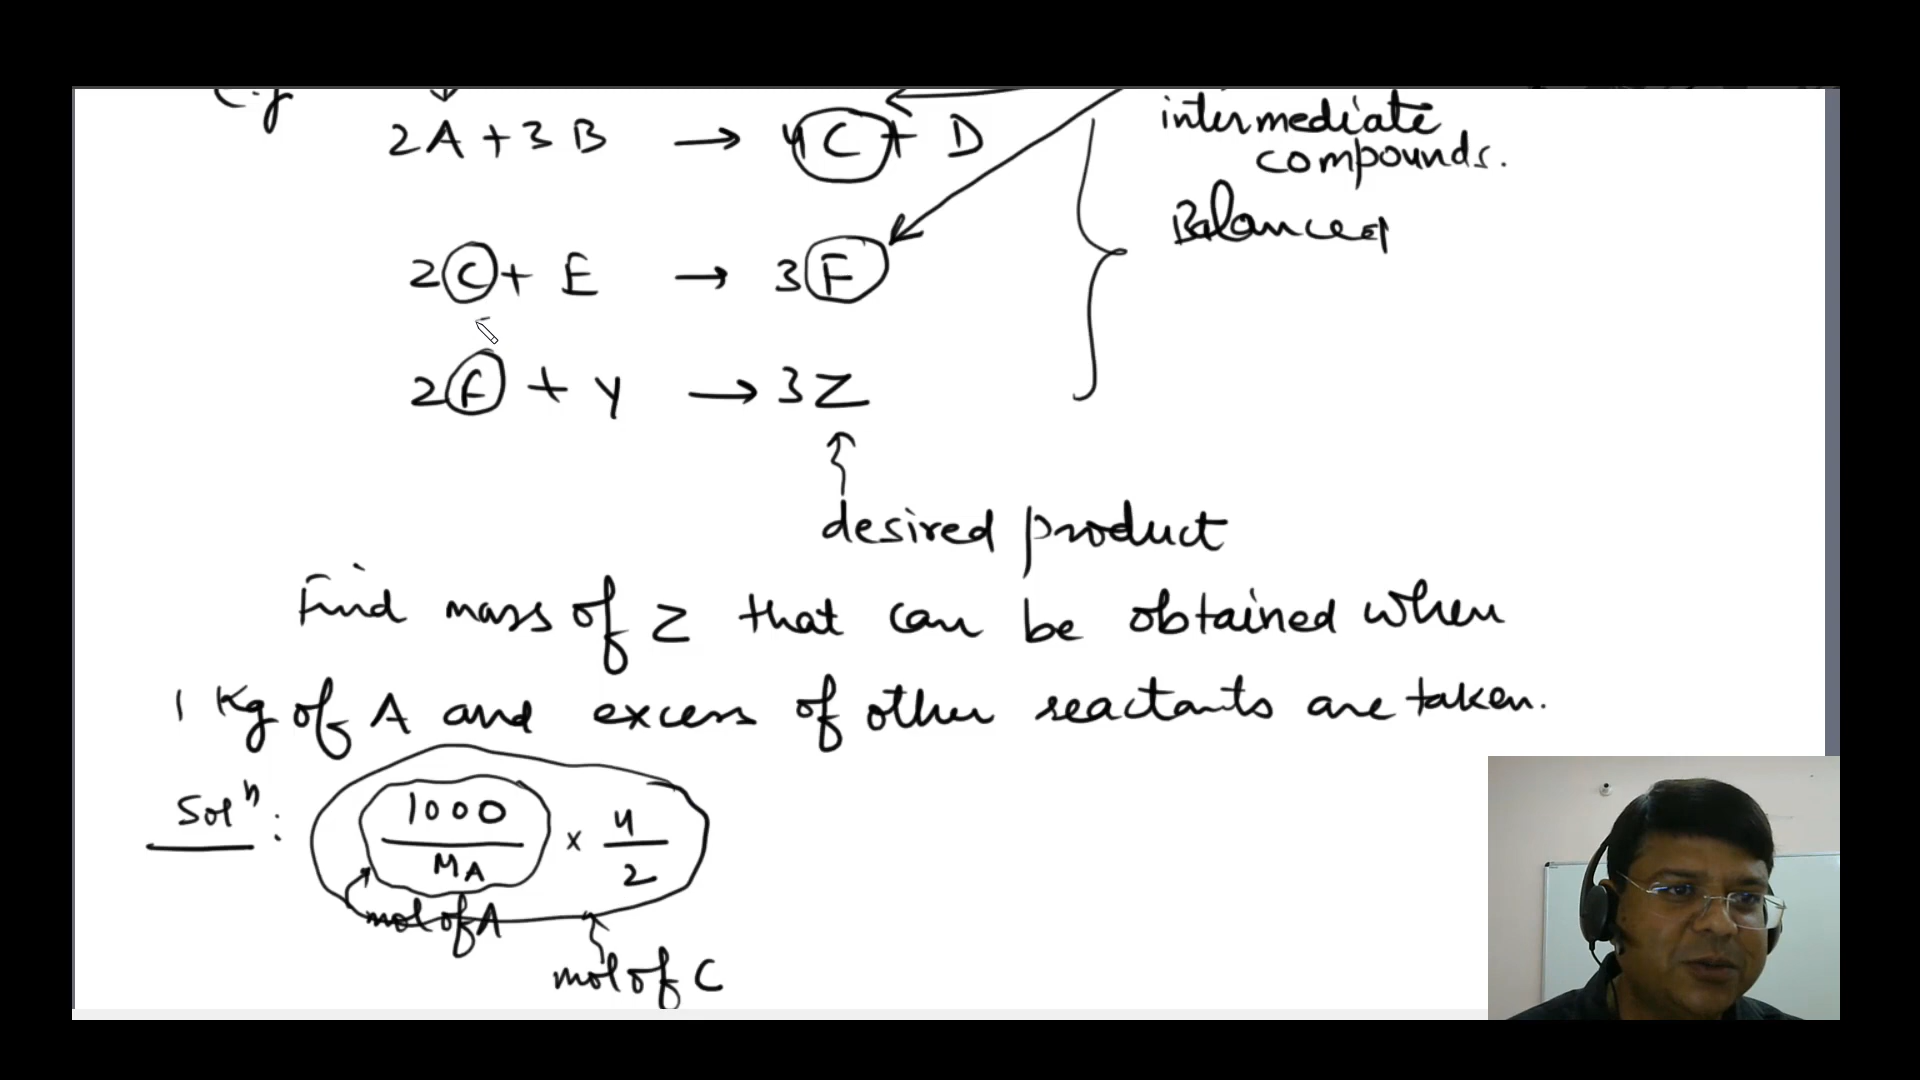 2A + 3B → 4C + D
intermediate
compounds.
Balanced
2C + E → 3F
2F + Y → 3Z
desired product
Find mass of Z that can be obtained when
1 Kg of A and excess of other reactants are taken.
Solⁿ : 1000/MA × 4/2
mol of A
mol of C